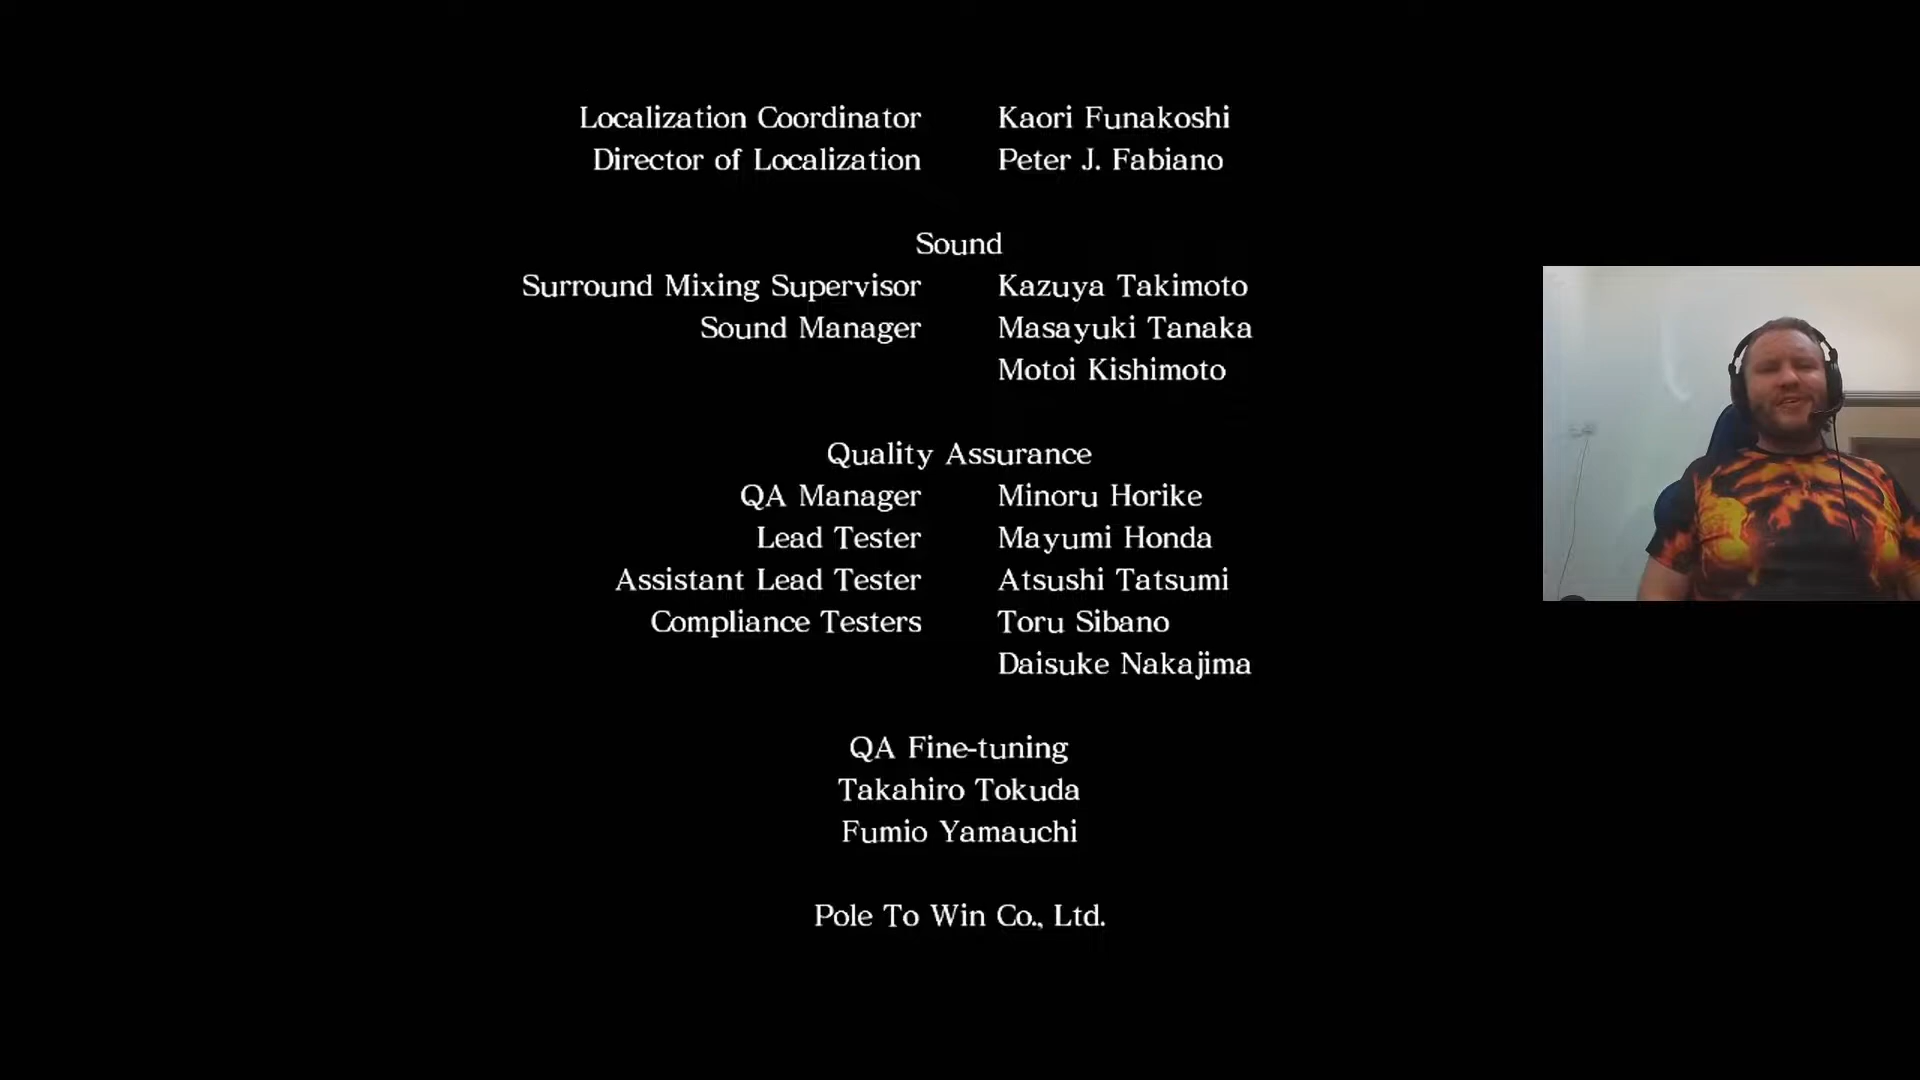 Localization Coordinator Kaori Funakoshi
Director of Localization Peter J. Fabiano
Sound
Surround Mixing Supervisor Kazuya Takimoto
Sound Manager Masayuki Tanaka
Motoi Kishimoto
Quality Assurance
QA Manager Minoru Horike
Lead Tester Mayumi Honda
Assistant Lead Tester Atsushi Tatsumi
Compliance Testers Toru Sibano
Daisuke Nakajima
QA Fine-tuning
Takahiro Tokuda
Fumio Yamauchi
Pole To Win Co., Ltd.